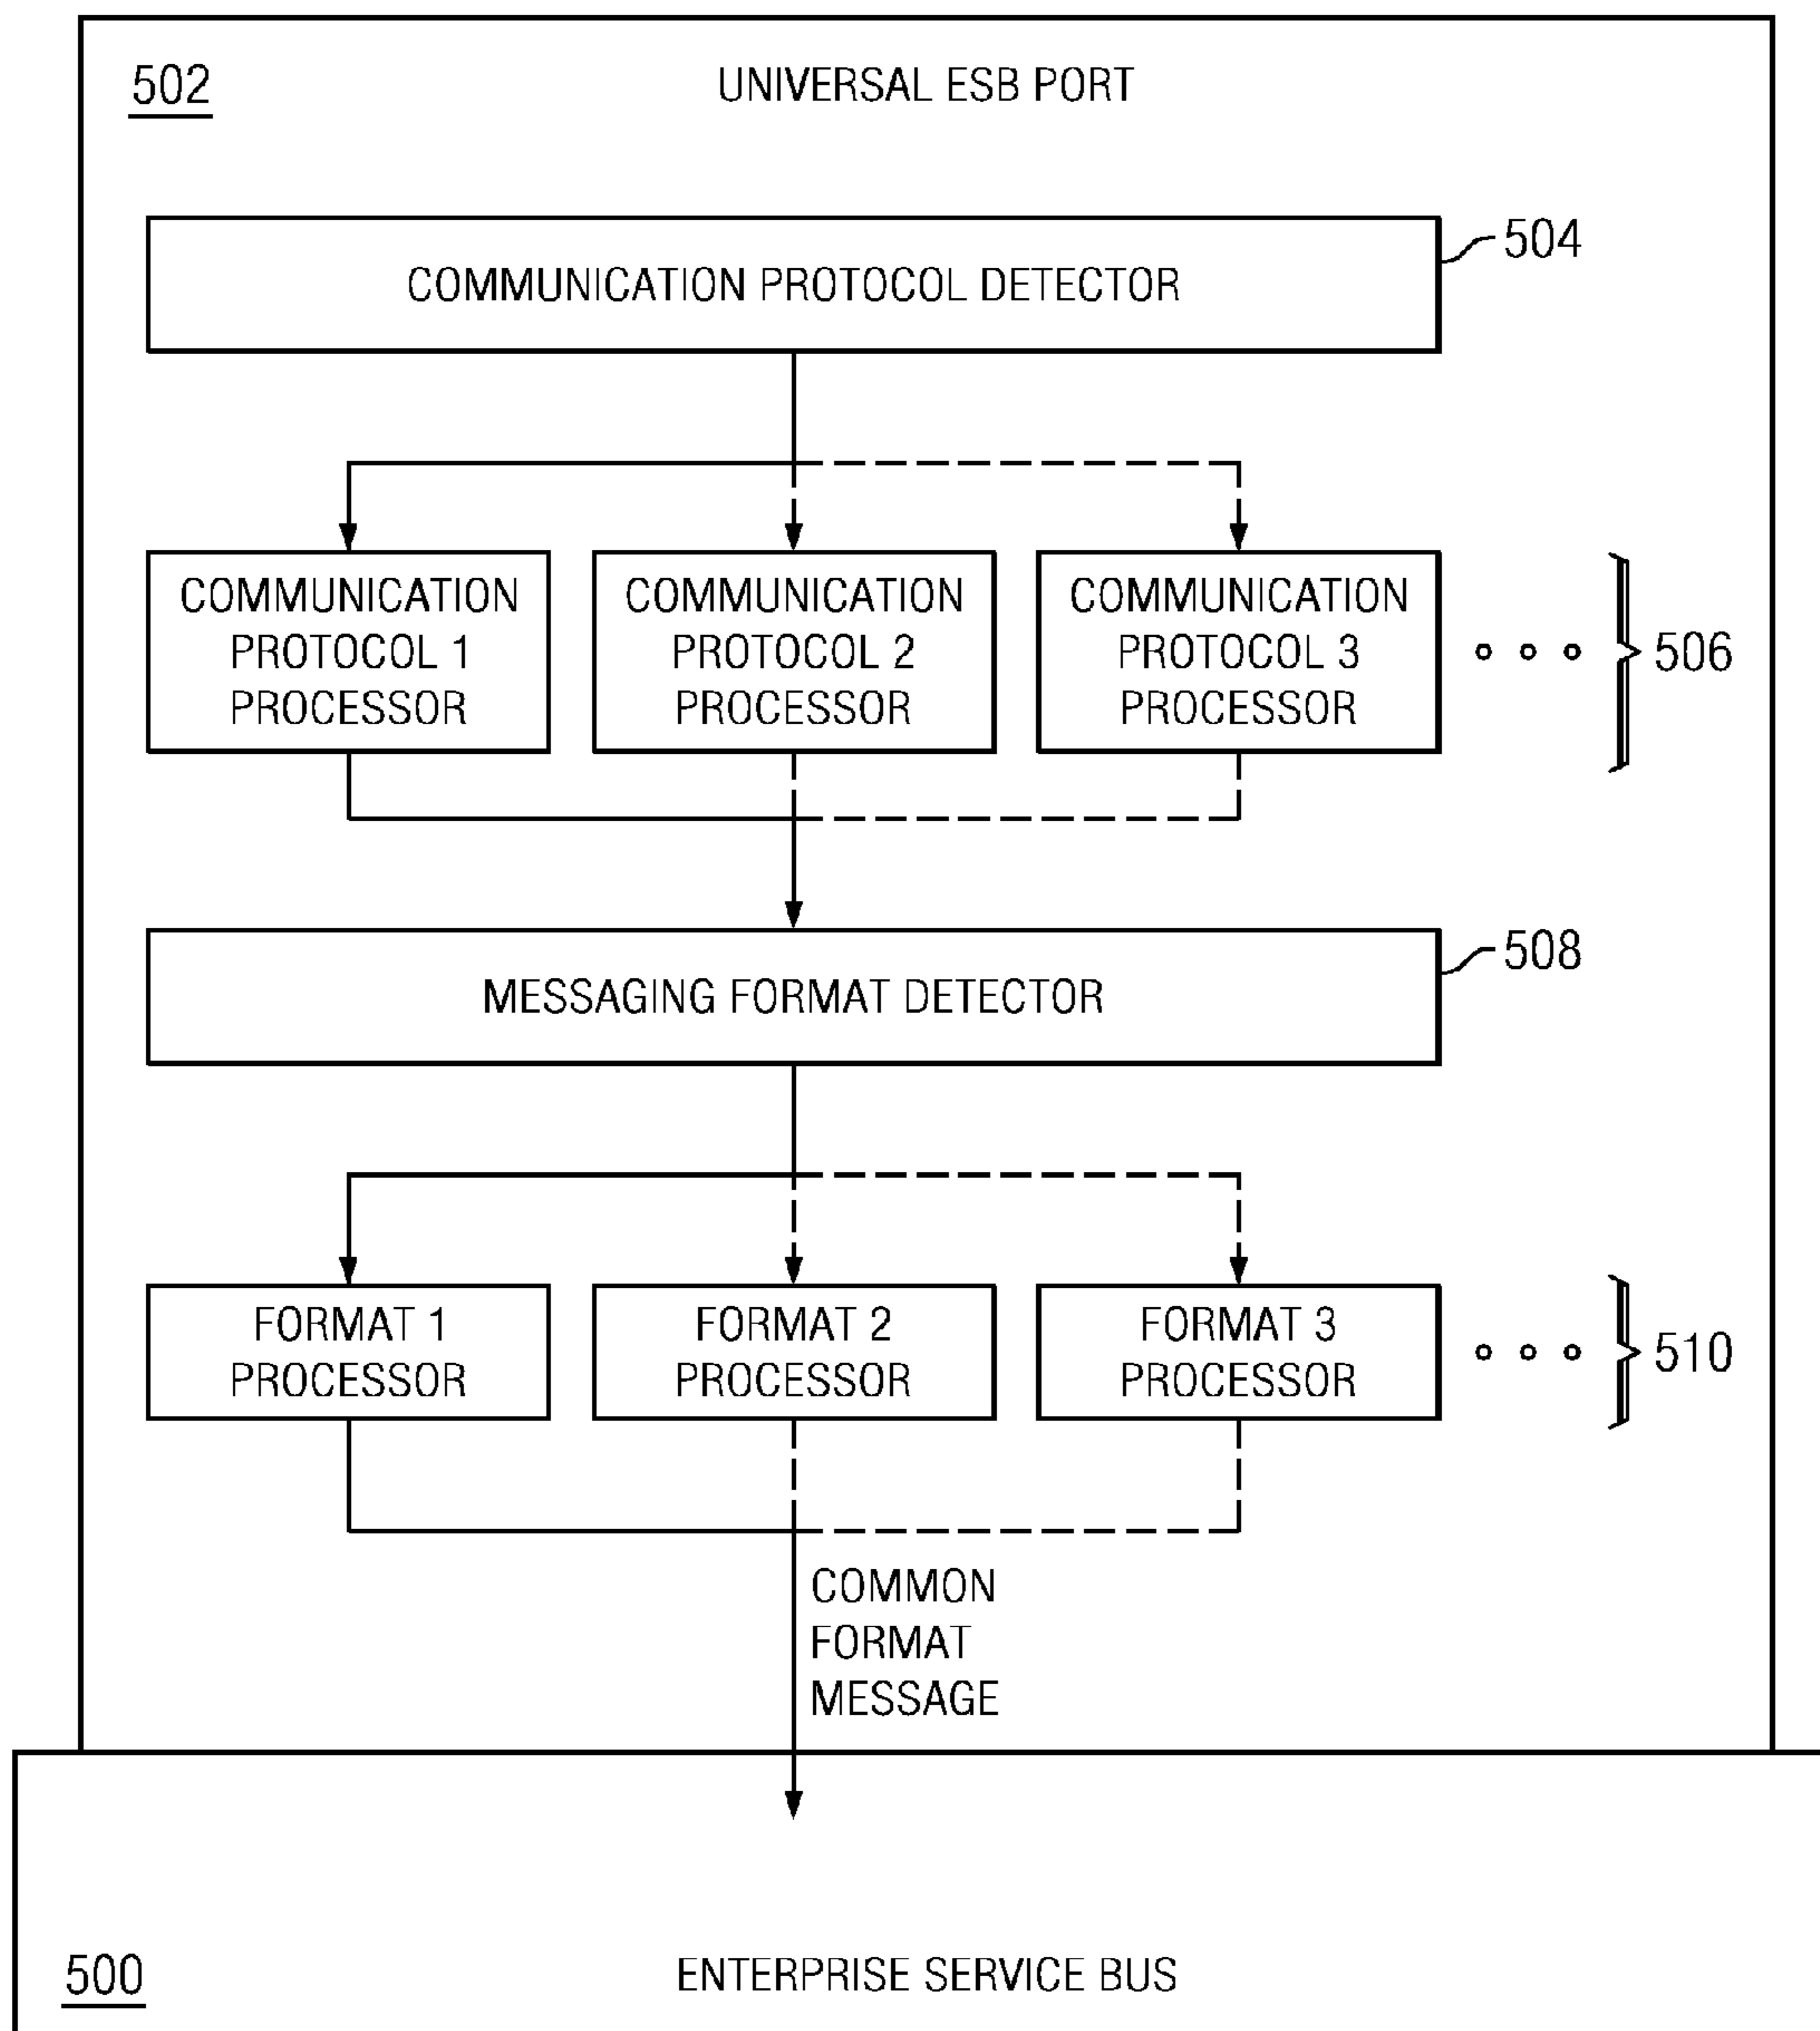 502
UNIVERSAL ESB PORT
COMMUNICATION PROTOCOL DETECTOR
504
COMMUNICATION
PROTOCOL 1
PROCESSOR
COMMUNICATION
PROTOCOL 2
PROCESSOR
COMMUNICATION
PROTOCOL 3
PROCESSOR
506
MESSAGING FORMAT DETECTOR
508
FORMAT 1
PROCESSOR
FORMAT 2
PROCESSOR
FORMAT 3
PROCESSOR
510
COMMON
FORMAT
MESSAGE
500
ENTERPRISE SERVICE BUS